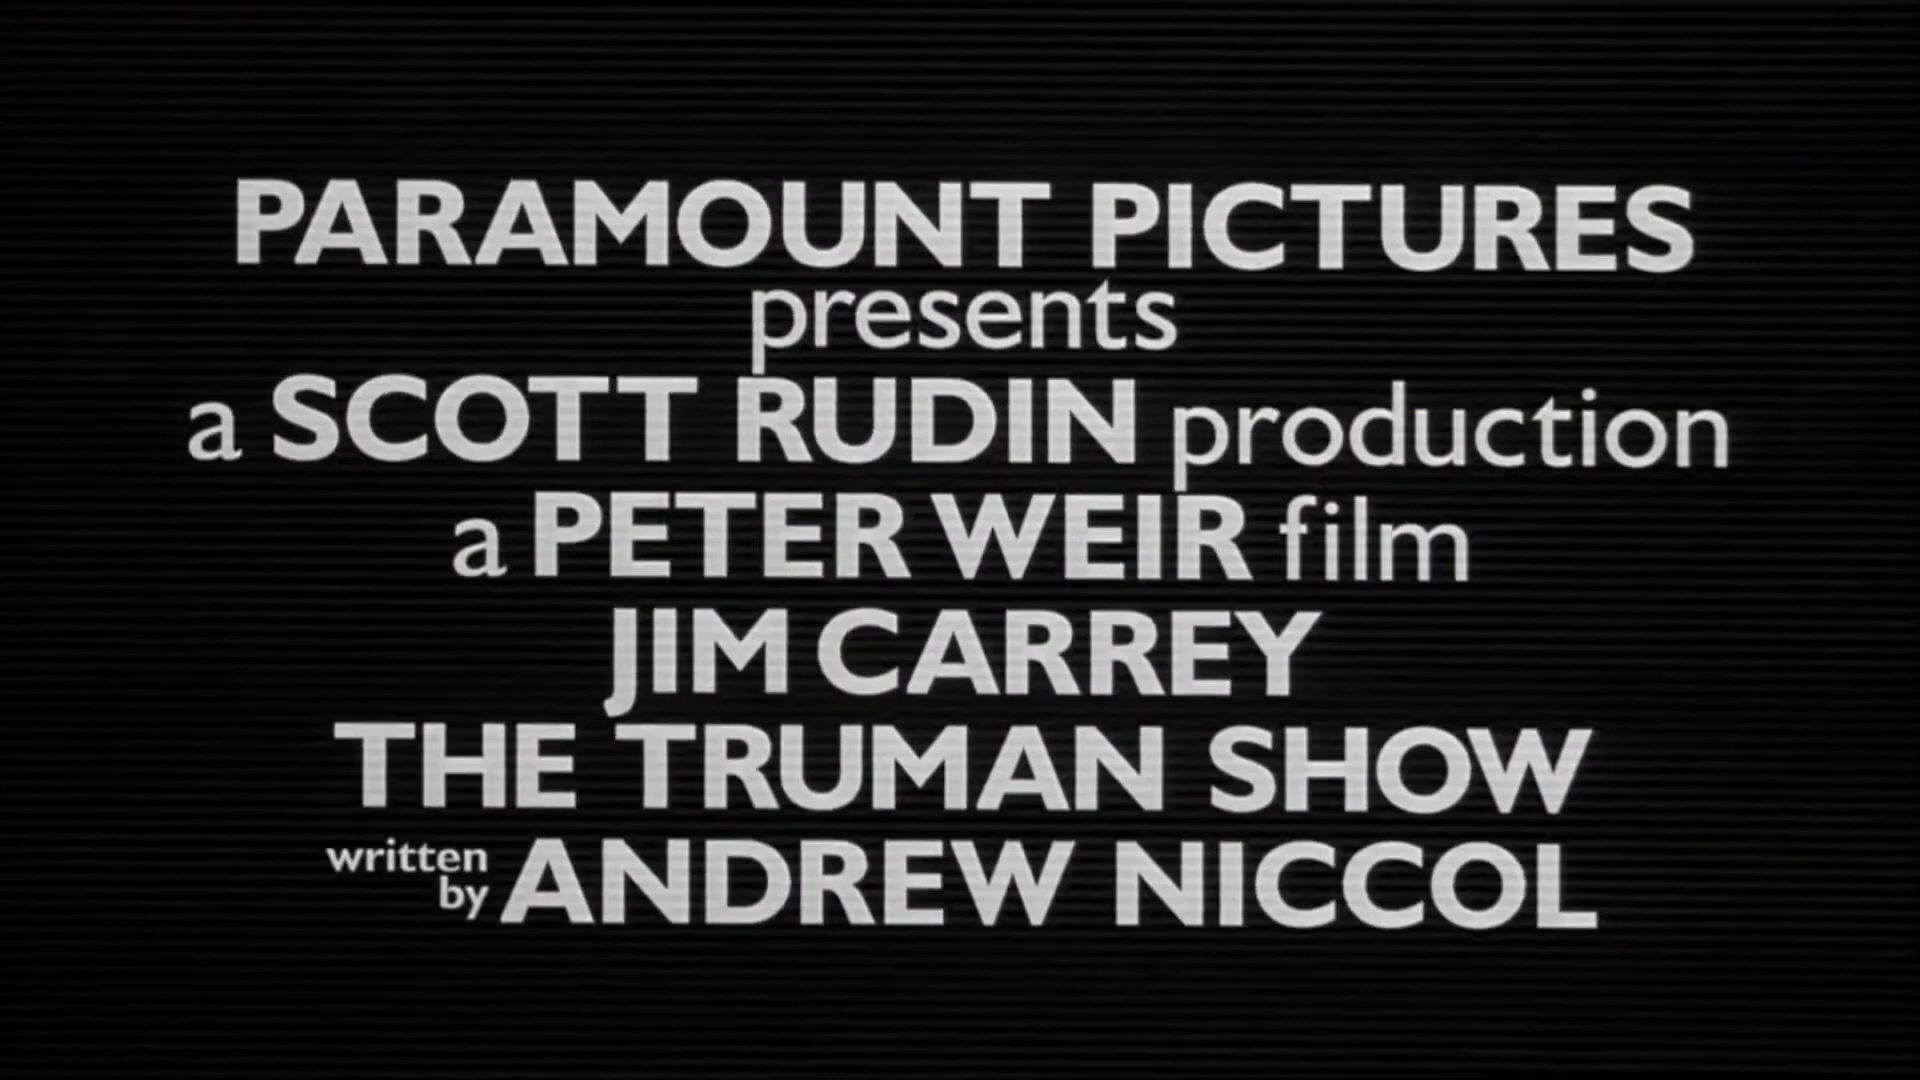 PARAMOUNT PICTURES
presents
a SCOTT RUDIN production
a PETER WEIR film
JIM CARREY
THE TRUMAN SHOW
written
by ANDREW NICCOL